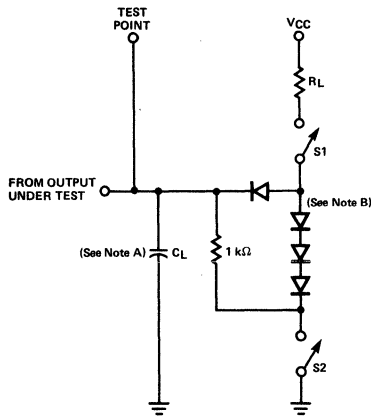 TEST
POINT
VCC
RL
S1
FROM OUTPUT
UNDER TEST
(See Note B)
(See Note A)
CL
1 kΩ
S2